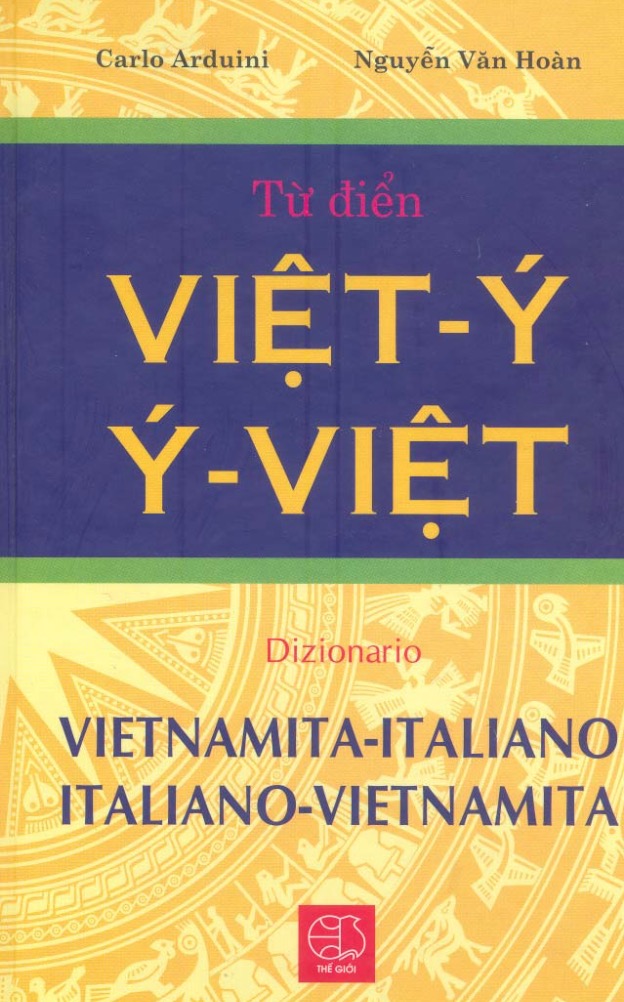 Carlo Arduini Nguyễn Văn Hoàn
Từ điển
VIỆT-Ý
Ý-VIỆT
Dizionario
VIETNAMITA-ITALIANO
ITALIANO-VIETNAMITA
THẾ GIỚI